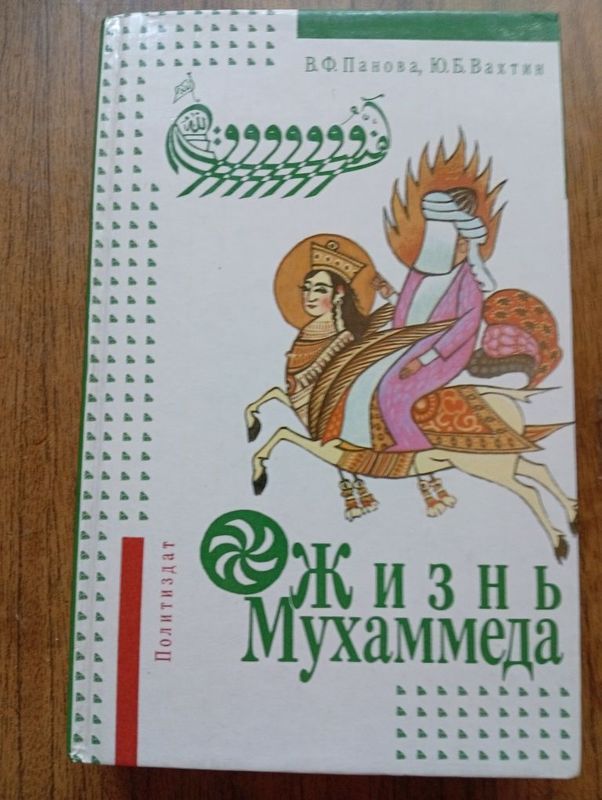 В.Ф.Панова, Ю.Б.Вахтин
Жизнь
Мухаммеда
Политиздат